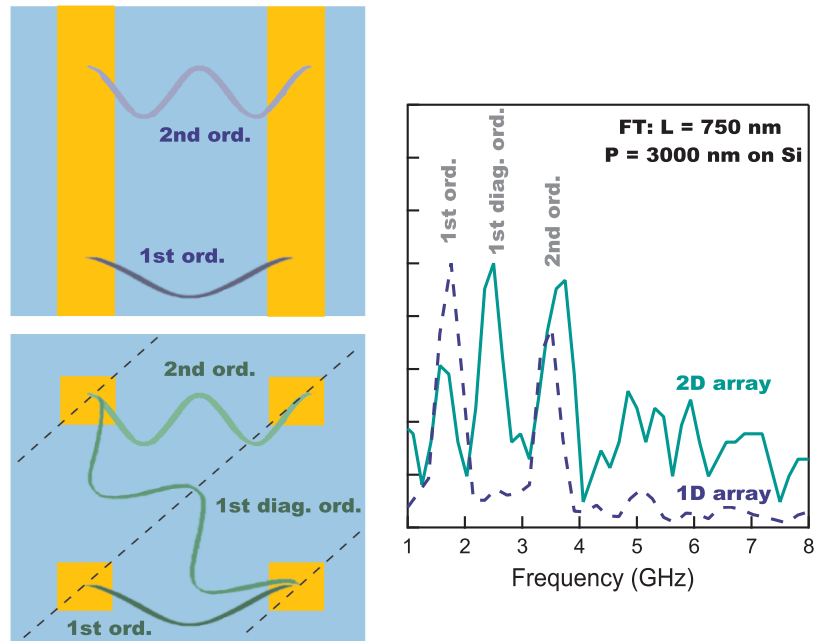 2nd ord.
1st ord.
2nd ord.
1st diag. ord.
1st ord.
FT: L = 750 nm
P = 3000 nm on Si
1st ord.
1st diag. ord.
2nd ord.
2D array
1D array
1 2 3 4 5 6 7 8
Frequency (GHz)